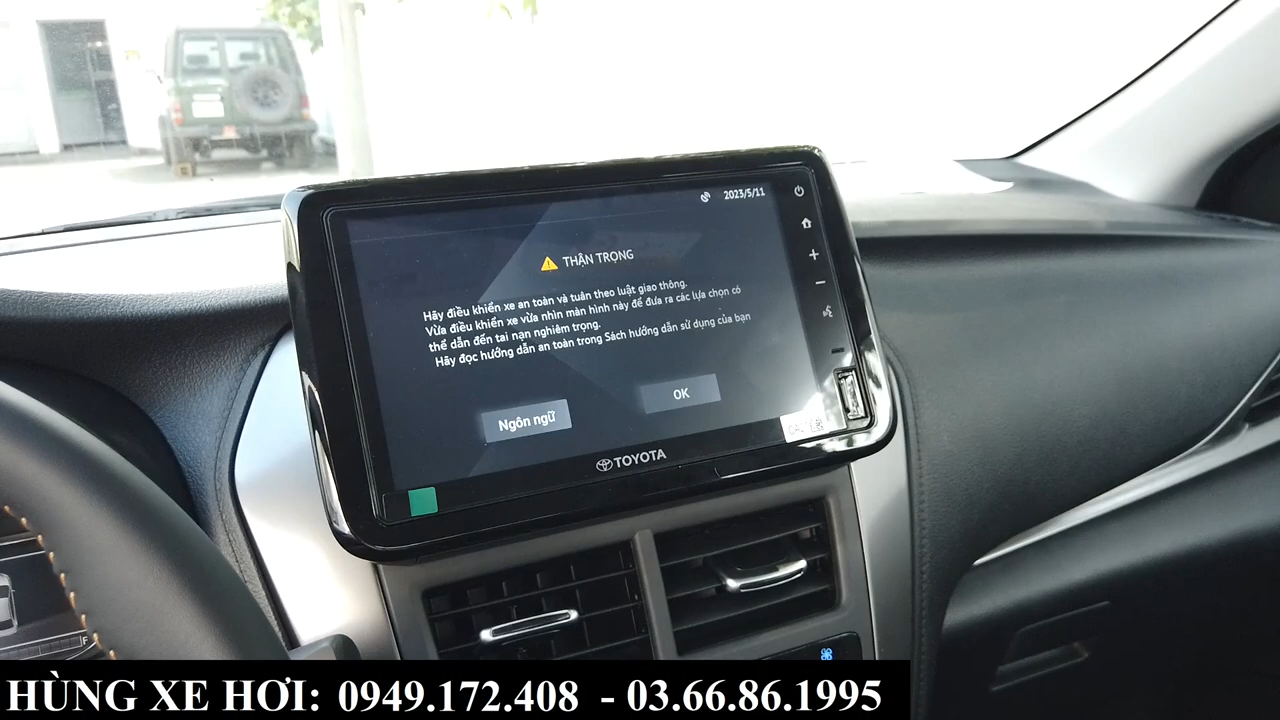 2023/5/11
THẬN TRỌNG
Hãy điều khiển xe an toàn và tuân theo luật giao thông.
Vừa điều khiển xe vừa nhìn màn hình này để đưa ra các lựa chọn có
thể dẫn đến tai nạn nghiêm trọng.
Hãy đọc hướng dẫn an toàn trong Sách hướng dẫn sử dụng của bạn
Ngôn ngữ
OK
TOYOTA
F
HÙNG XE HƠI: 0949.172.408 - 03.66.86.1995